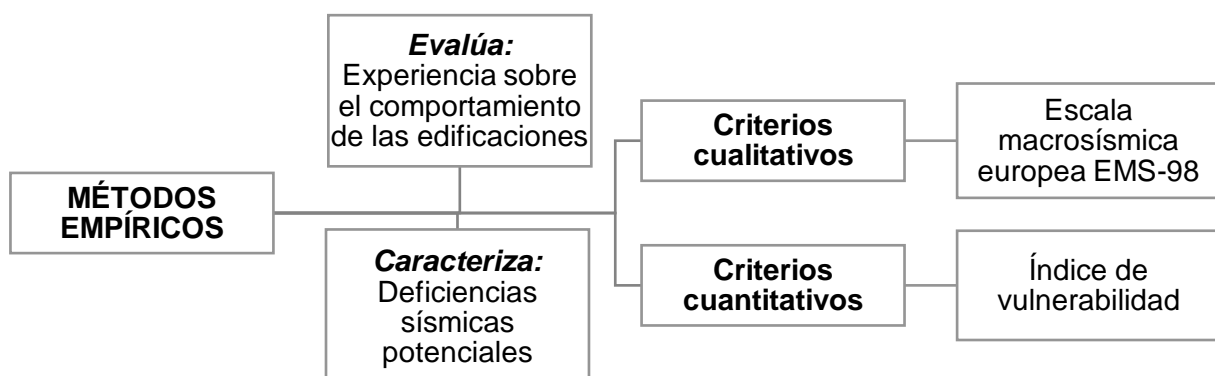 Evalúa:
Experiencia sobre
el comportamiento
de las edificaciones
MÉTODOS
EMPÍRICOS
Caracteriza:
Deficiencias
sísmicas
potenciales
Criterios
cualitativos
Escala
macrosísmica
europea EMS-98
Criterios
cuantitativos
Índice de
vulnerabilidad